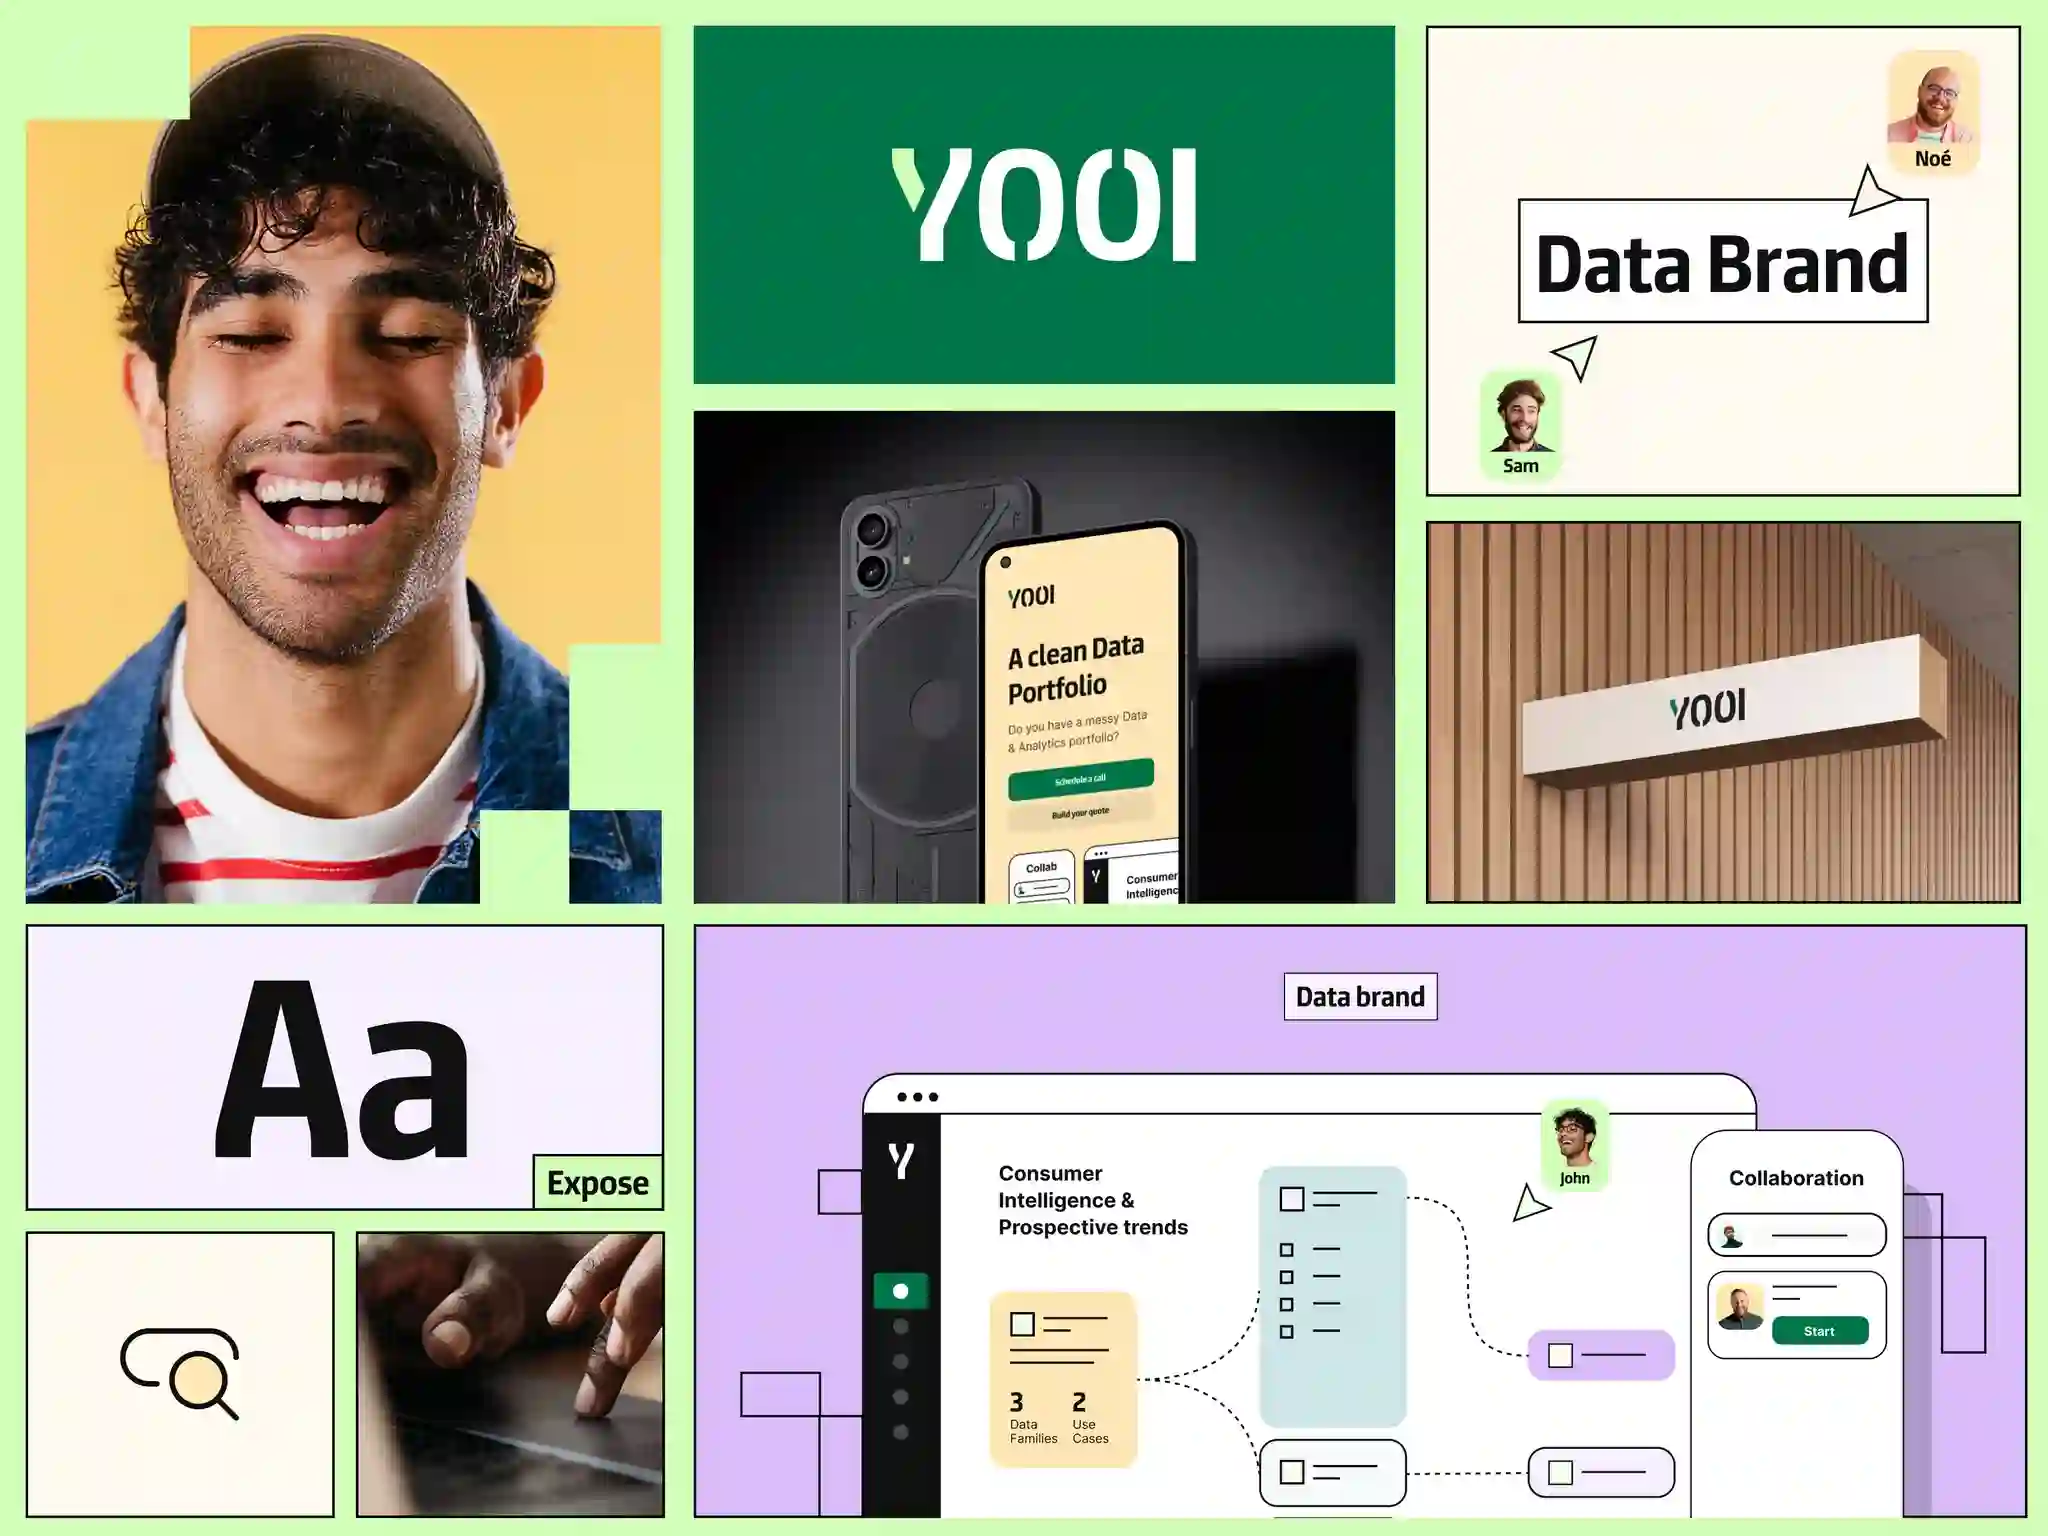 YOOI
Noé
Data Brand
Sam
YOOI
A clean Data
Portfolio
Do you have a messy Data
& Analytics portfolio?
Schedule a call
Build your quote
Collab
Y
Consumer
Intelligenc
YOOI
Aa
Expose
Data brand
Y
Consumer
Intelligence &
Prospective trends
John
Collaboration
Start
3
Data
Families
2
Use
Cases